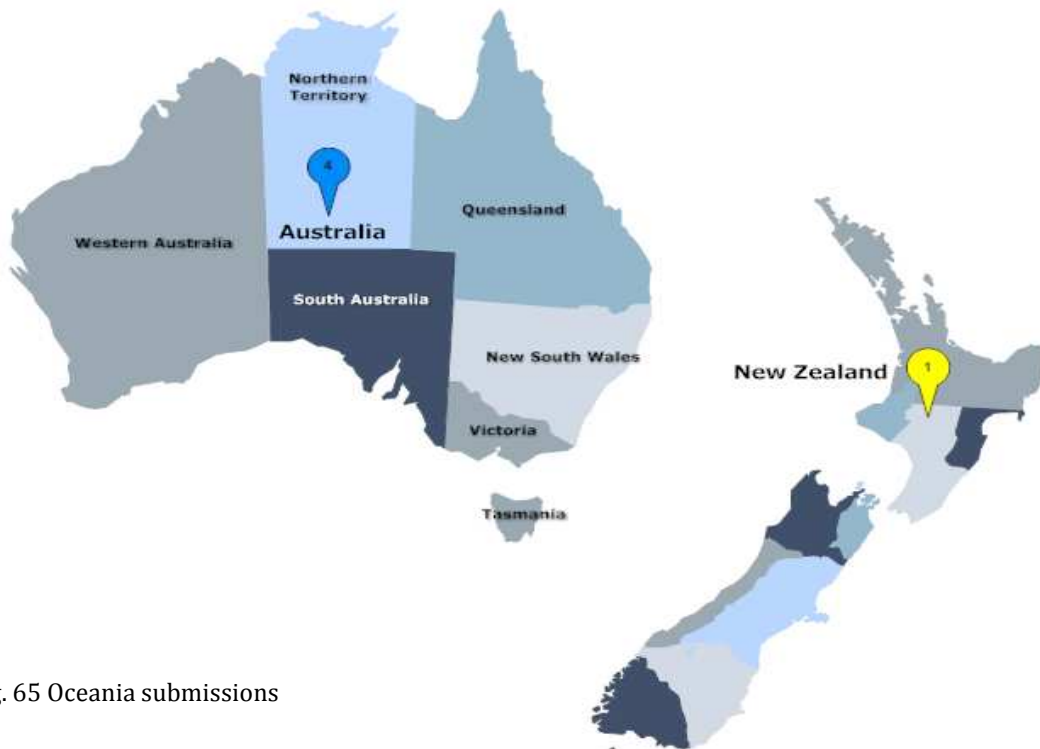 Northern
Territory
4
Queensland
Australia
Western Australia
South Australia
New South Wales
New Zealand
1
Victoria
Tasmania
. 65 Oceania submissions